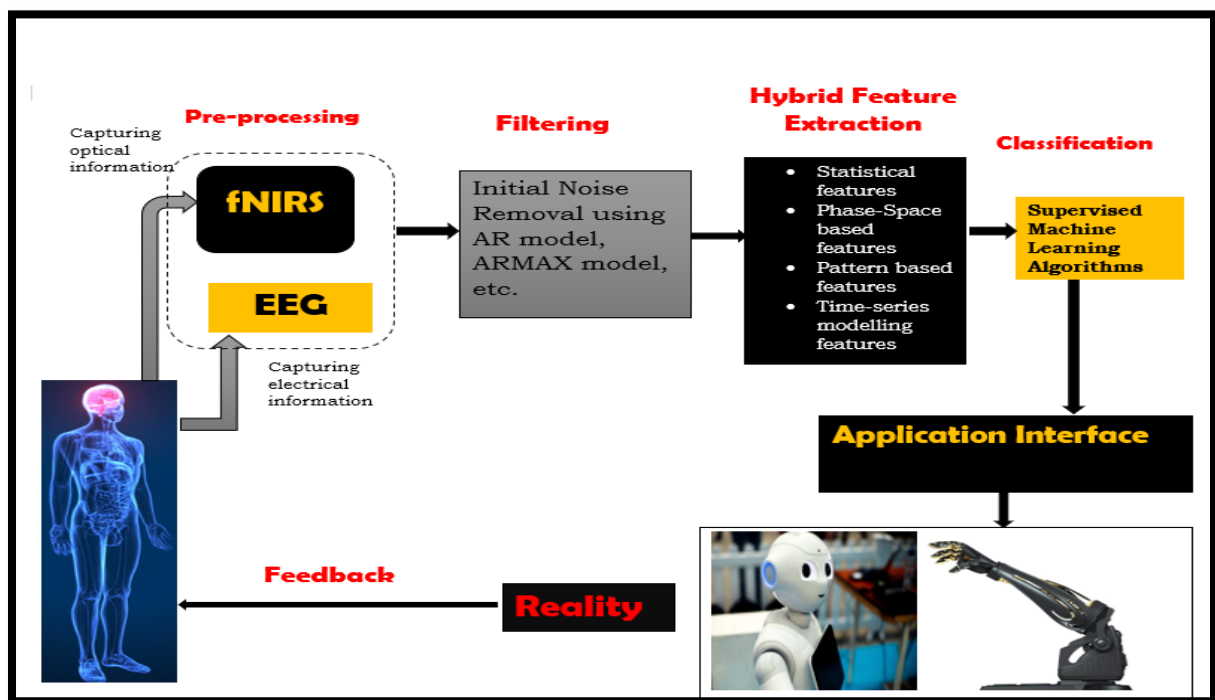 Pre-processing
Capturing
optical
information
fNIRS
EEG
Capturing
electrical
information
Filtering
Initial Noise
Removal using
AR model,
ARMAX model,
etc.
Hybrid Feature
Extraction
• Statistical
features
• Phase-Space
based
features
• Pattern based
features
• Time-series
modelling
features
Classification
Supervised
Machine
Learning
Algorithms
Application Interface
Reality
Feedback